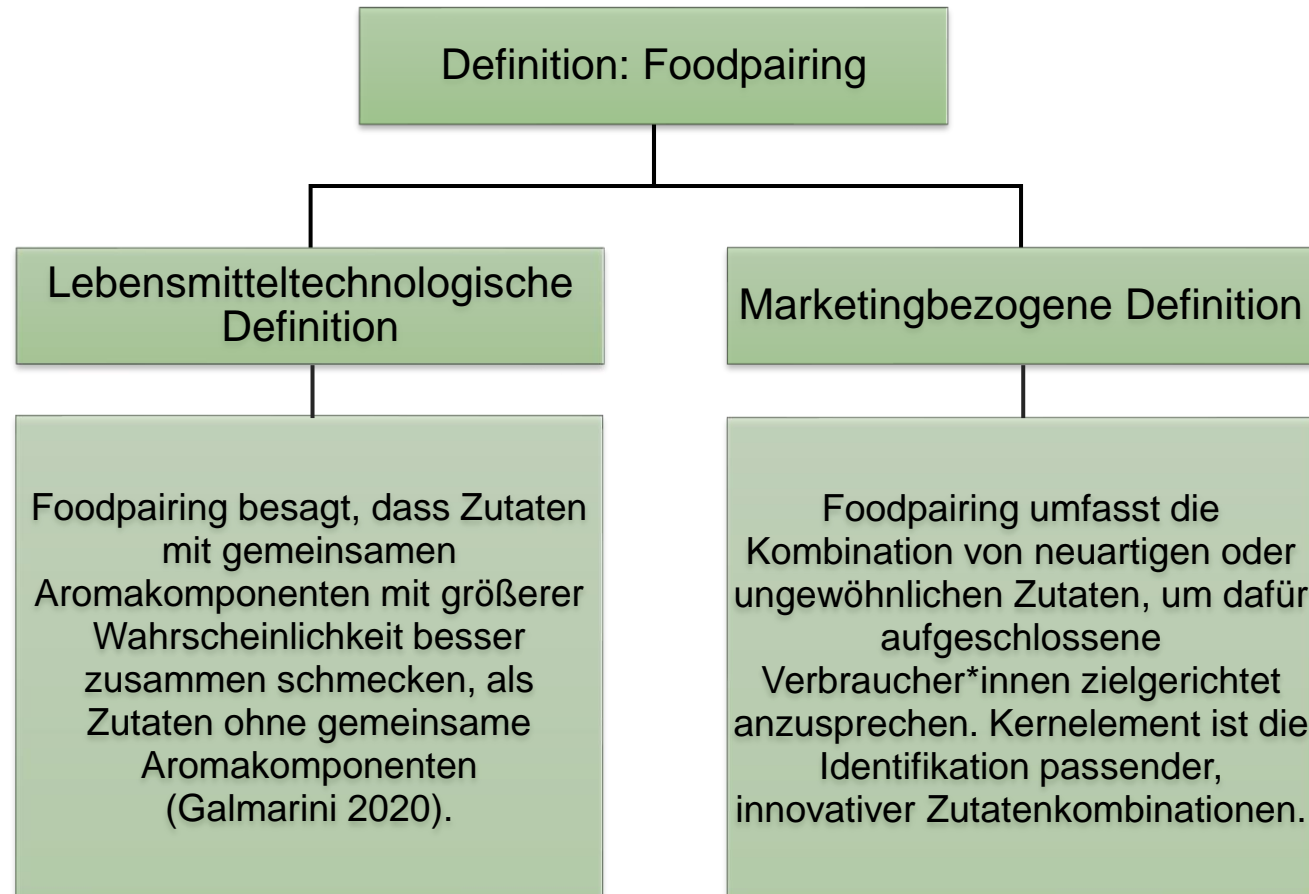 Definition: Foodpairing
Lebensmitteltechnologische
Definition
Foodpairing besagt, dass Zutaten
mit gemeinsamen
Aromakomponenten mit größerer
Wahrscheinlichkeit besser
zusammen schmecken, als
Zutaten ohne gemeinsame
Aromakomponenten
(Galmarini 2020).
Marketingbezogene Definition
Foodpairing umfasst die
Kombination von neuartigen oder
ungewöhnlichen Zutaten, um dafür
aufgeschlossene
Verbraucher*innen zielgerichtet
anzusprechen. Kernelement ist die
Identifikation passender,
innovativer Zutatenkombinationen.